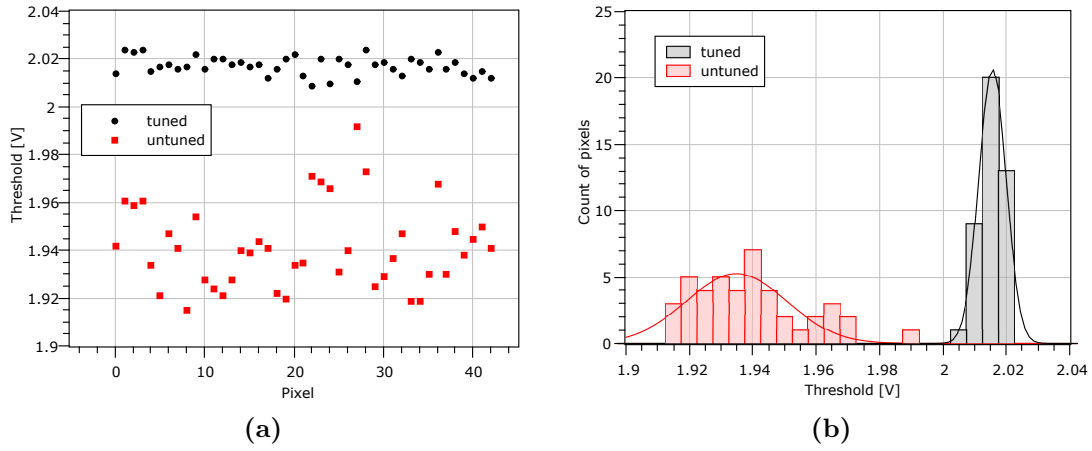 2.04
2.02
2
1.98
1.96
1.94
1.92
1.9
Threshold [V]
tuned
untuned
0 10 20 30 40
Pixel
(a)
25
20
15
10
5
0
Count of pixels
tuned
untuned
1.9 1.92 1.94 1.96 1.98 2 2.02 2.04
Threshold [V]
(b)